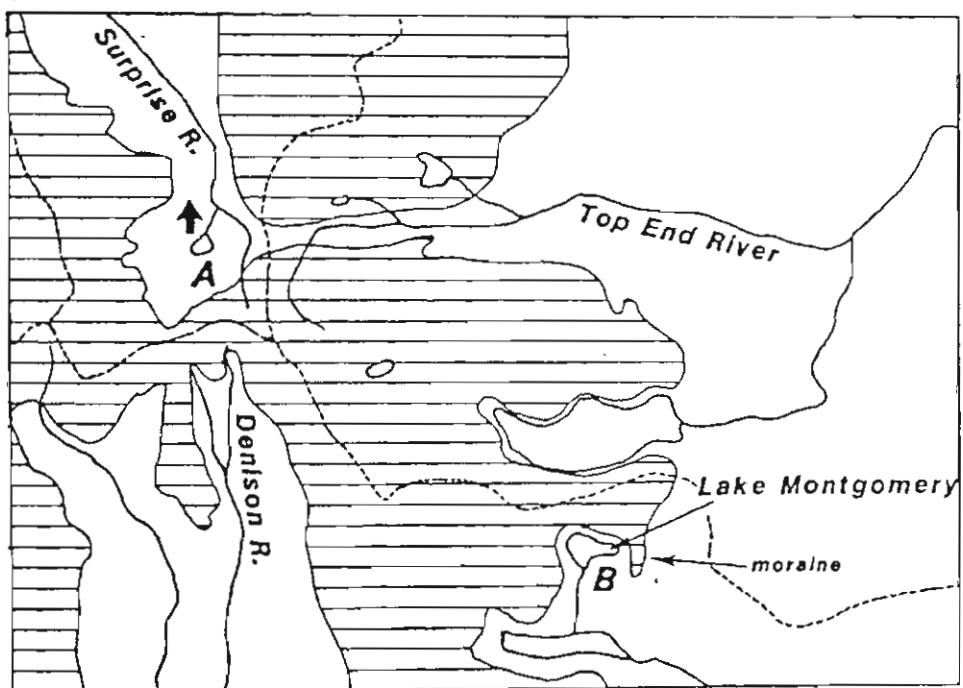 Surprise R.
A
Top End River
Denison R.
Lake Montgomery
B
moraine